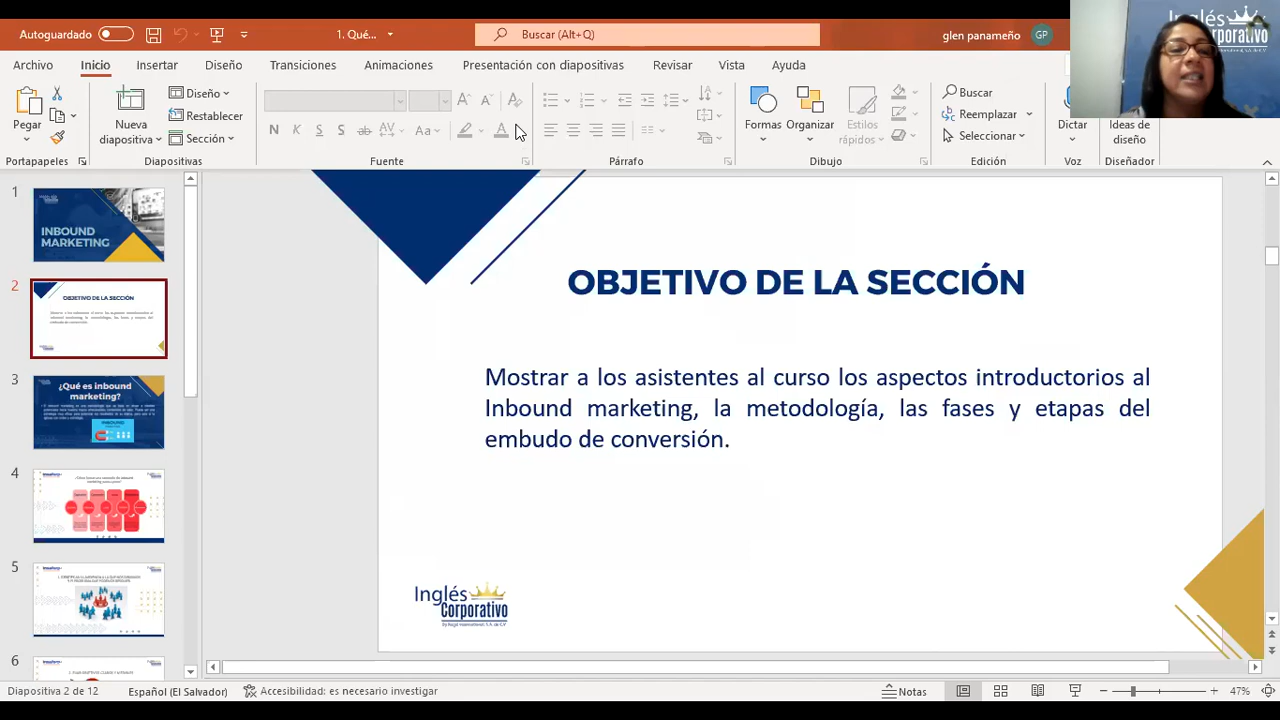 Autoguardado
1. Qué...
Buscar (Alt+Q)
glen panameño
GP
Inglés
Corporativo
Archivo
Inicio
Insertar
Diseño
Transiciones
Animaciones
Presentación con diapositivas
Revisar
Vista
Ayuda
Pegar
Nueva
diapositiva
Diseño
Restablecer
Sección
N
K
S
ab
AV
Aa
A
Formas
Organizar
Estilos
rápidos
Buscar
Reemplazar
Seleccionar
Dictar
Ideas de
diseño
Portapapeles
Diapositivas
Fuente
Párrafo
Dibujo
Edición
Voz
Diseñador
1
INBOUND
MARKETING
2
OBJETIVO DE LA SECCIÓN
3
¿Qué es inbound
marketing?
4
5
6
OBJETIVO DE LA SECCIÓN
Mostrar a los asistentes al curso los aspectos introductorios al
Inbound marketing, la metodología, las fases y etapas del
embudo de conversión.
Inglés
Corporativo
Diapositiva 2 de 12
Español (El Salvador)
Accesibilidad: es necesario investigar
Notas
47%